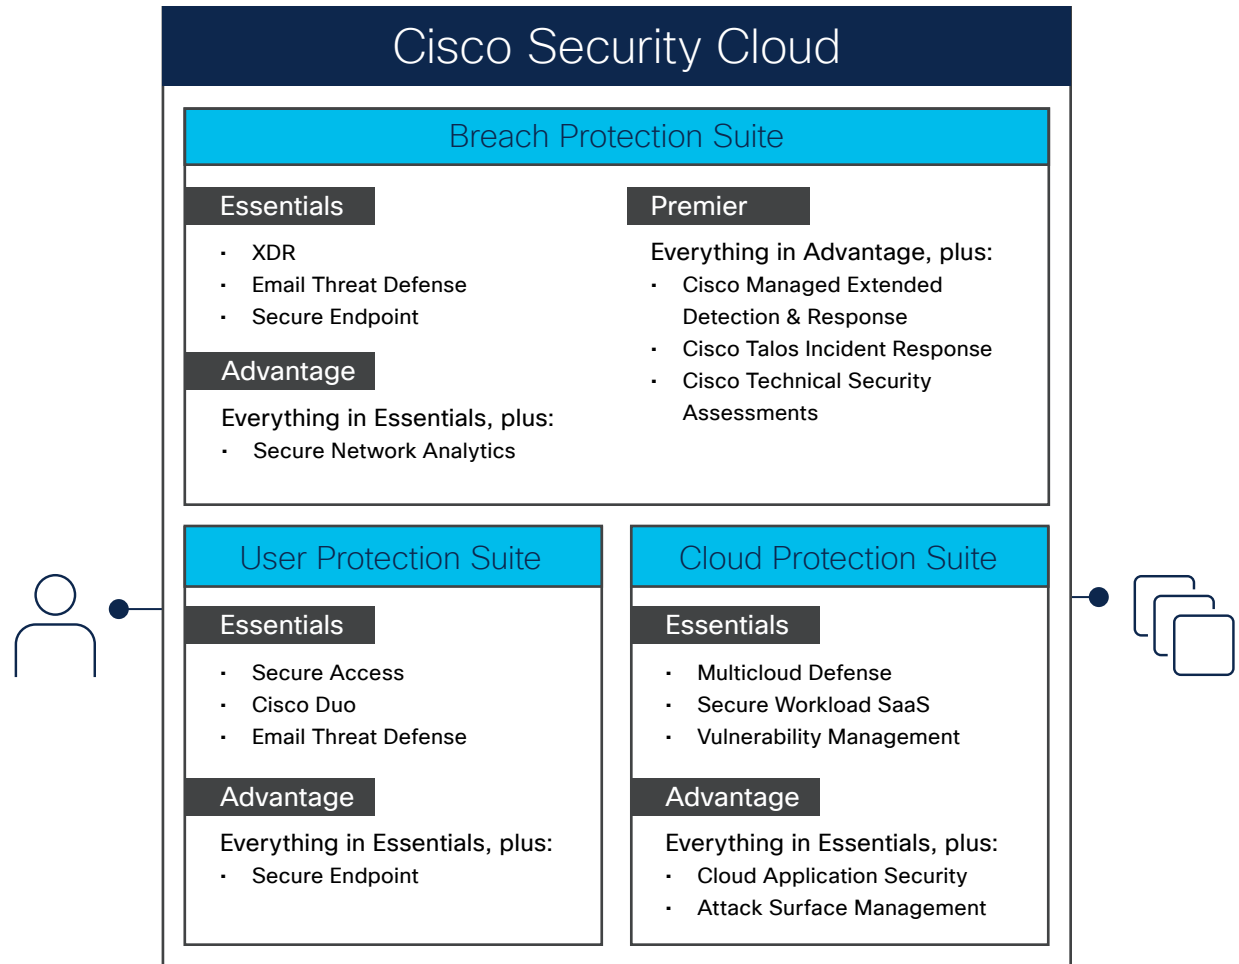 Cisco Security Cloud
Breach Protection Suite
Essentials
· XDR
· Email Threat Defense
· Secure Endpoint
Advantage
Everything in Essentials, plus:
· Secure Network Analytics
Premier
Everything in Advantage, plus:
· Cisco Managed Extended
Detection & Response
· Cisco Talos Incident Response
· Cisco Technical Security
Assessments
User Protection Suite
Essentials
· Secure Access
· Cisco Duo
· Email Threat Defense
Advantage
Everything in Essentials, plus:
· Secure Endpoint
Cloud Protection Suite
Essentials
· Multicloud Defense
· Secure Workload SaaS
· Vulnerability Management
Advantage
Everything in Essentials, plus:
· Cloud Application Security
· Attack Surface Management